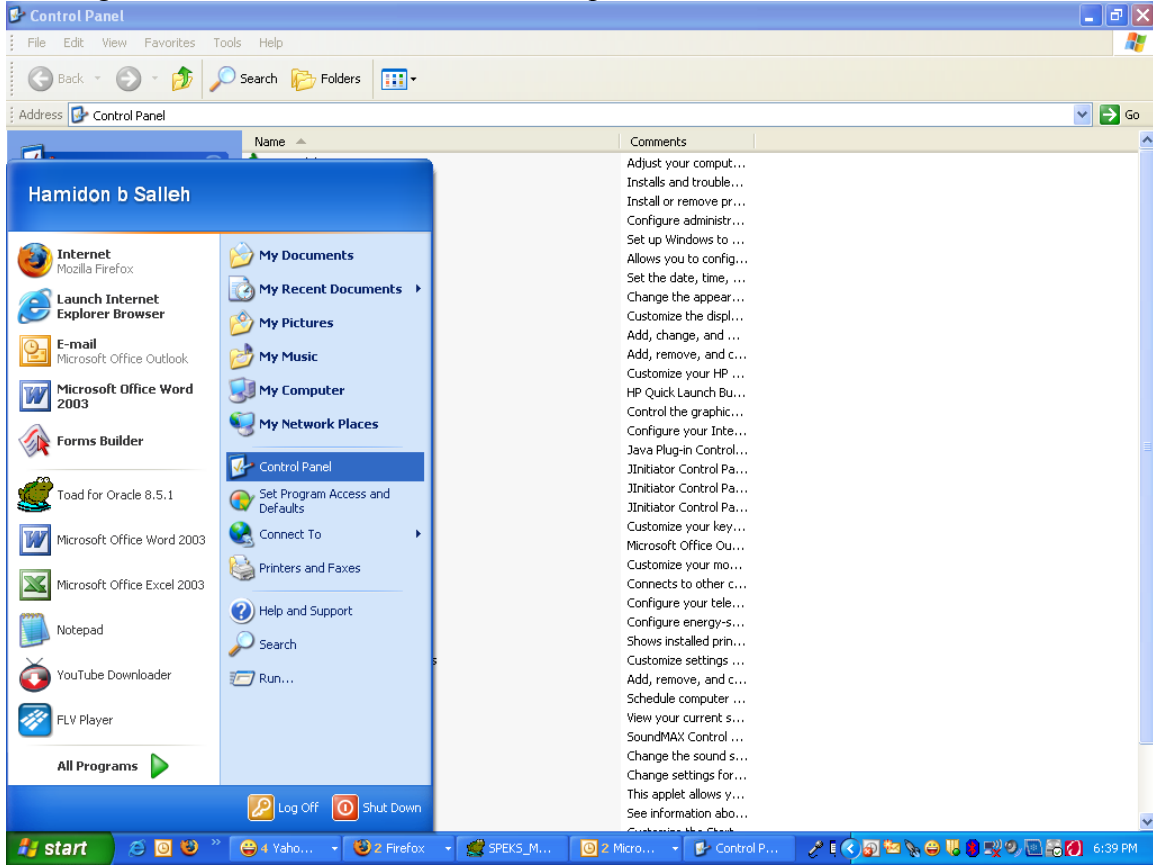 Control Panel
File Edit View Favorites Tools Help
Back Search Folders
Address Control Panel Go
Name Comments
Adjust your comput...
Installs and trouble...
Install or remove pr...
Configure administr...
Set up Windows to ...
Allows you to config...
Set the date, time, ...
Change the appear...
Customize the displ...
Add, change, and ...
Add, remove, and c...
Customize your HP ...
HP Quick Launch Bu...
Control the graphic...
Configure your Inte...
Java Plug-in Control...
JInitiator Control Pa...
JInitiator Control Pa...
JInitiator Control Pa...
Customize your key...
Microsoft Office Ou...
Customize your mo...
Connects to other c...
Configure your tele...
Configure energy-s...
Shows installed prin...
Customize settings ...
Add, remove, and c...
Schedule computer ...
View your current s...
SoundMAX Control ...
Change the sound s...
Change settings for...
This applet allows y...
See information abo...
Hamidon b Salleh
Internet
Mozilla Firefox
Launch Internet
Explorer Browser
E-mail
Microsoft Office Outlook
Microsoft Office Word
2003
Forms Builder
Toad for Oracle 8.5.1
Microsoft Office Word 2003
Microsoft Office Excel 2003
Notepad
YouTube Downloader
FLV Player
All Programs
My Documents
My Recent Documents
My Pictures
My Music
My Computer
My Network Places
Control Panel
Set Program Access and
Defaults
Connect To
Printers and Faxes
Help and Support
Search
Run...
Log Off Shut Down
start 4 Yaho... 2 Firefox SPEKS_M... 2 Micro... Control P... 6:39 PM